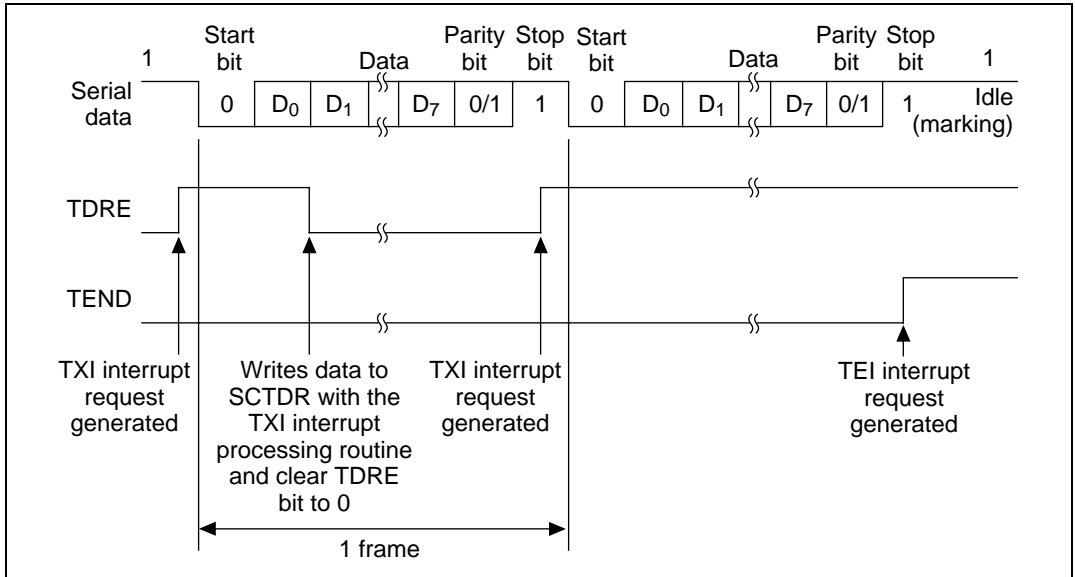 Start Parity Stop Start Parity Stop
1 bit Data bit bit bit Data bit bit 1
Serial data 0 D0 D1 D7 0/1 1 0 D0 D1 D7 0/1 1 Idle (marking)
TDRE
TEND
TXI interrupt request generated
Writes data to SCTDR with the TXI interrupt processing routine and clear TDRE bit to 0
TXI interrupt request generated
TEI interrupt request generated
1 frame